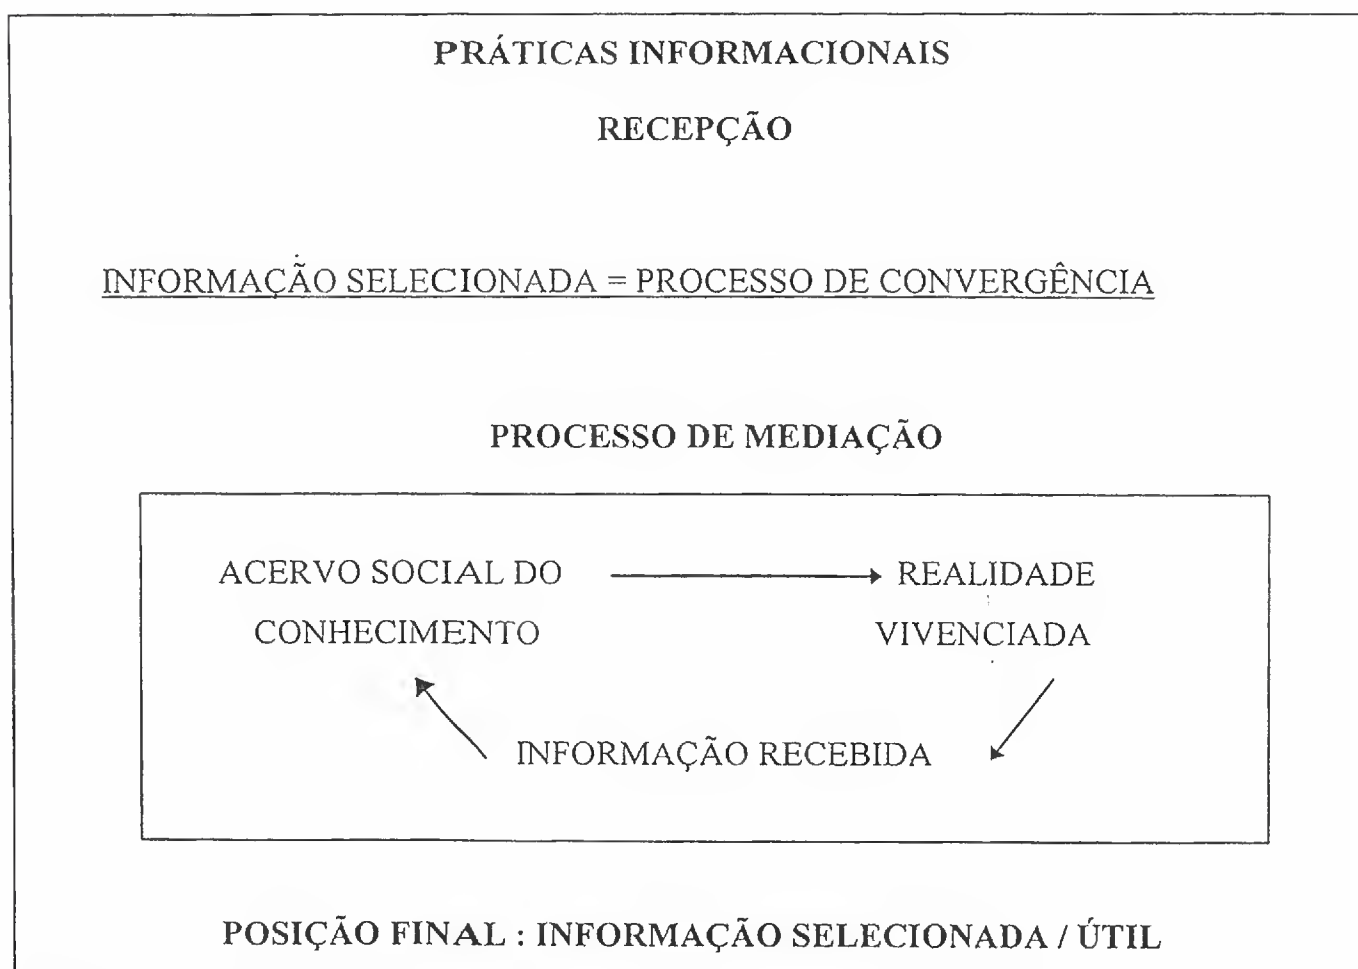 PRÁTICAS INFORMACIONAIS
RECEPÇÃO
INFORMAÇÃO SELECIONADA = PROCESSO DE CONVERGÊNCIA
PROCESSO DE MEDIAÇÃO
ACERVO SOCIAL DO
CONHECIMENTO
REALIDADE
VIVENCIADA
INFORMAÇÃO RECEBIDA
POSIÇÃO FINAL : INFORMAÇÃO SELECIONADA / ÚTIL